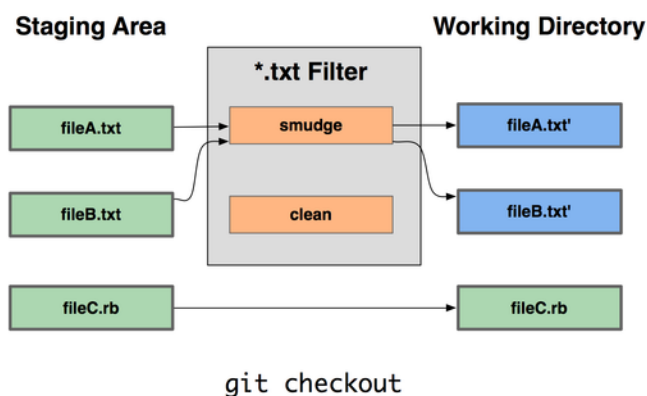 Staging Area
Working Directory
*.txt Filter
fileA.txt
smudge
fileA.txt'
fileB.txt
clean
fileB.txt'
fileC.rb
fileC.rb
git checkout